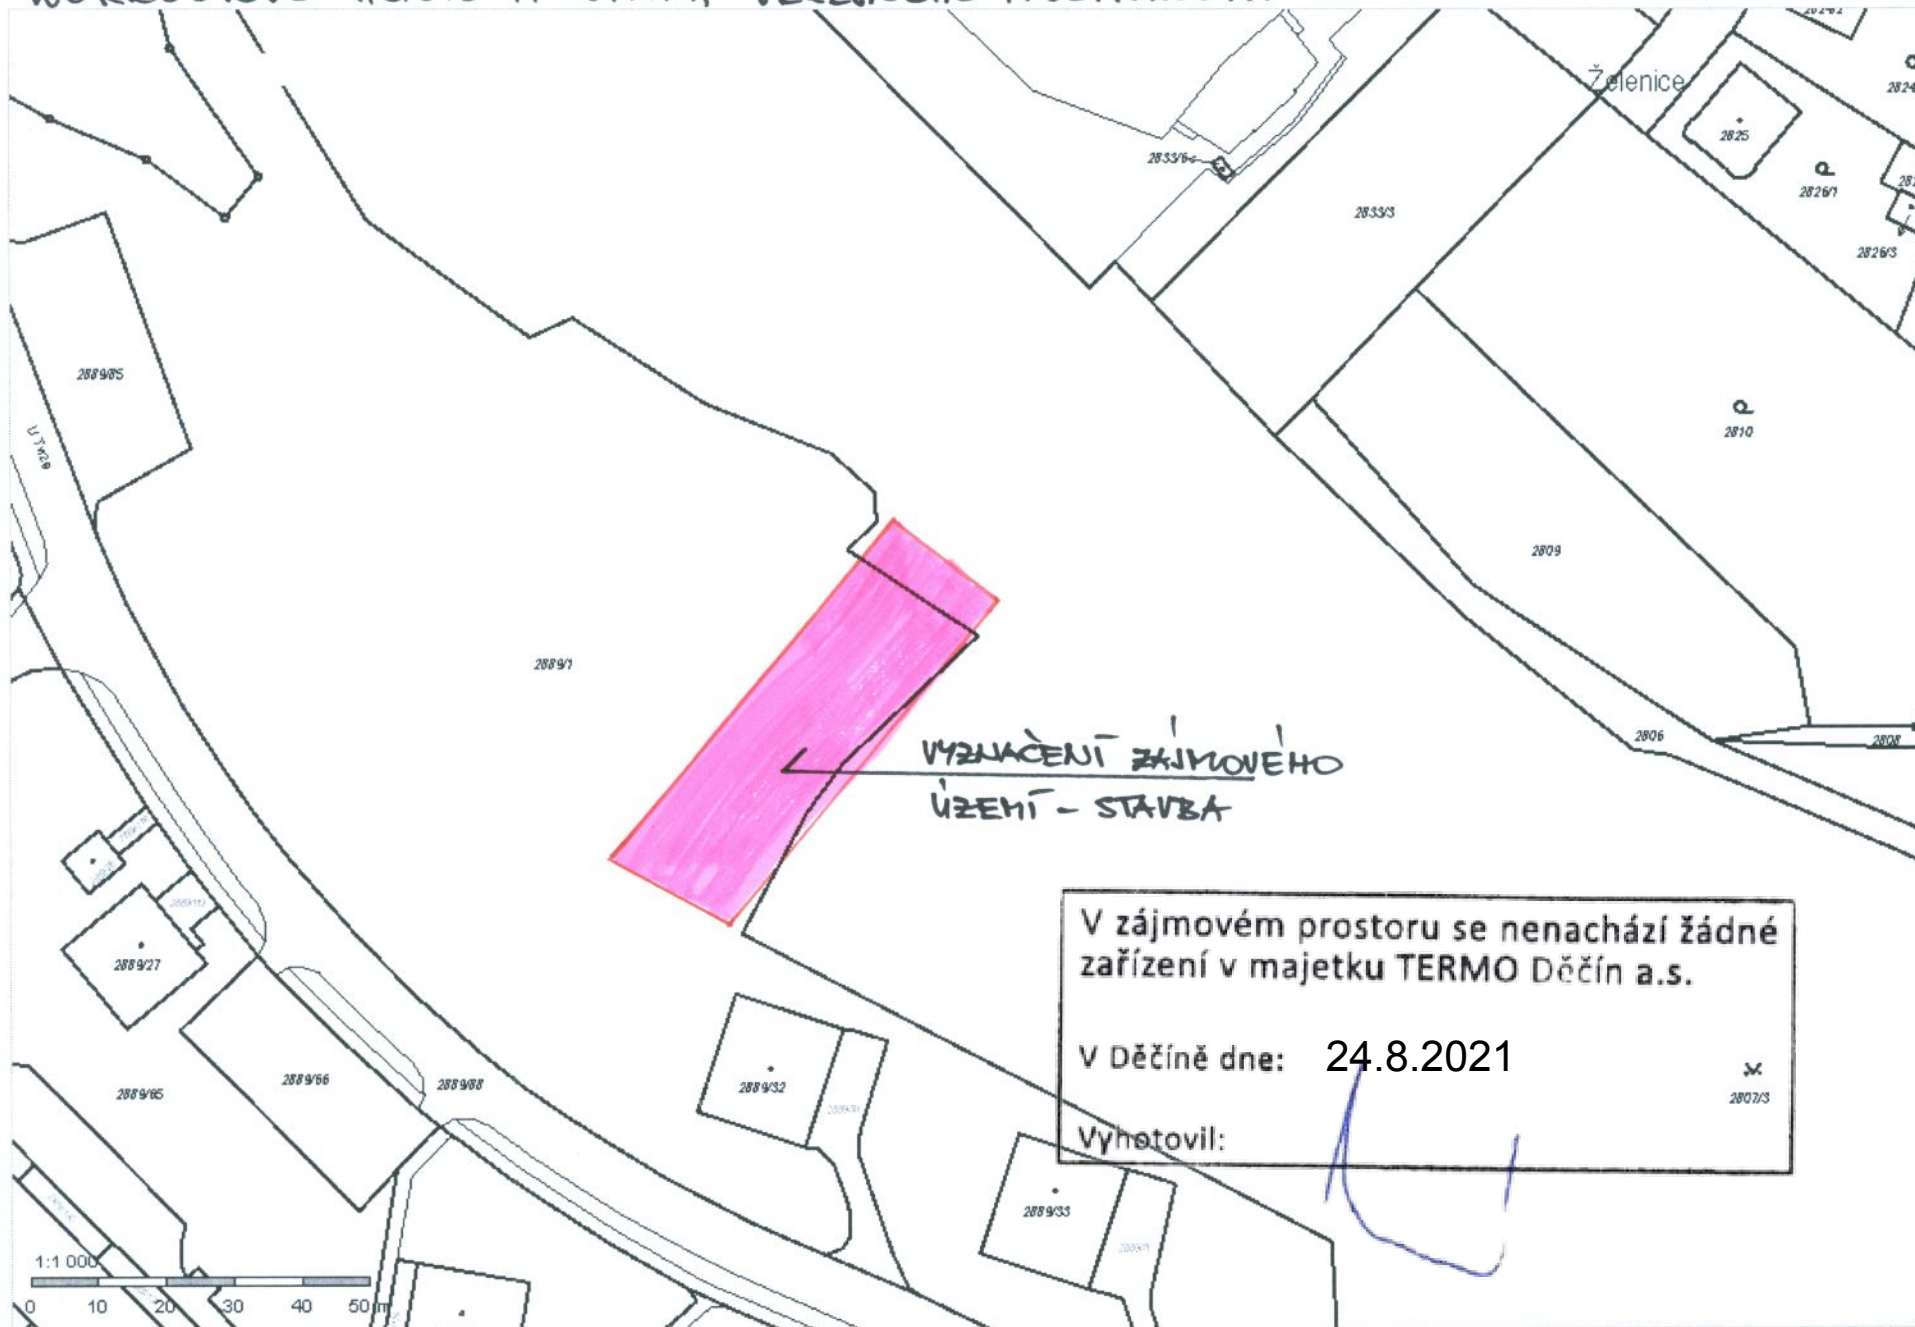 Želenice
2825
2826/1
2826/3
2833/6
2833/3
2889/85
2810
2809
2889/1
2806
2808
VYZNAČENÍ ZÁJMOVÉHO
ÚZEMÍ - STAVBA
V zájmovém prostoru se nenachází žádné
zařízení v majetku TERMO Děčín a.s.
V Děčíně dne: 24.8.2021
Vyhotovil:
2807/3
2889/27
2889/65
2889/66
2889/88
2889/32
2889/33
1:1 000
0 10 20 30 40 50 m